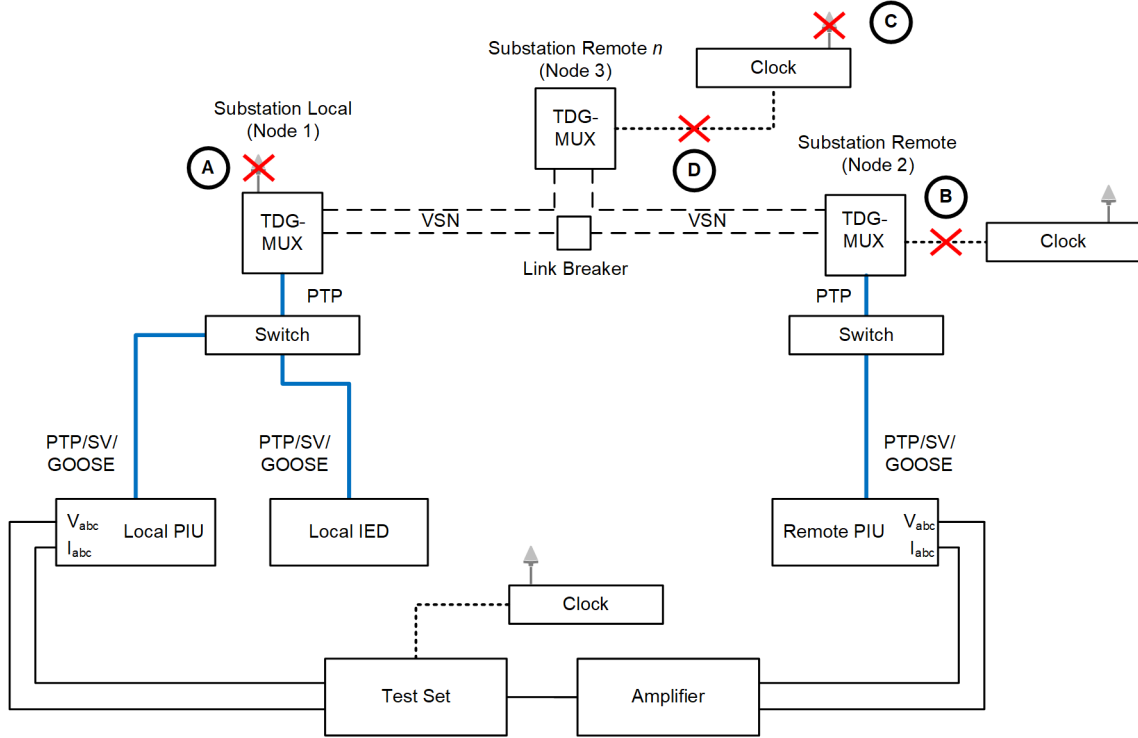 C
Substation Remote n
(Node 3)
Clock
Substation Local
(Node 1)
TDG-
MUX
A
D
Substation Remote
(Node 2)
B
TDG-
MUX
VSN
VSN
TDG-
MUX
Clock
Link Breaker
PTP
PTP
Switch
Switch
PTP/SV/
GOOSE
PTP/SV/
GOOSE
PTP/SV/
GOOSE
Vabc
Iabc
Local PIU
Local IED
Remote PIU
Vabc
Iabc
Clock
Test Set
Amplifier